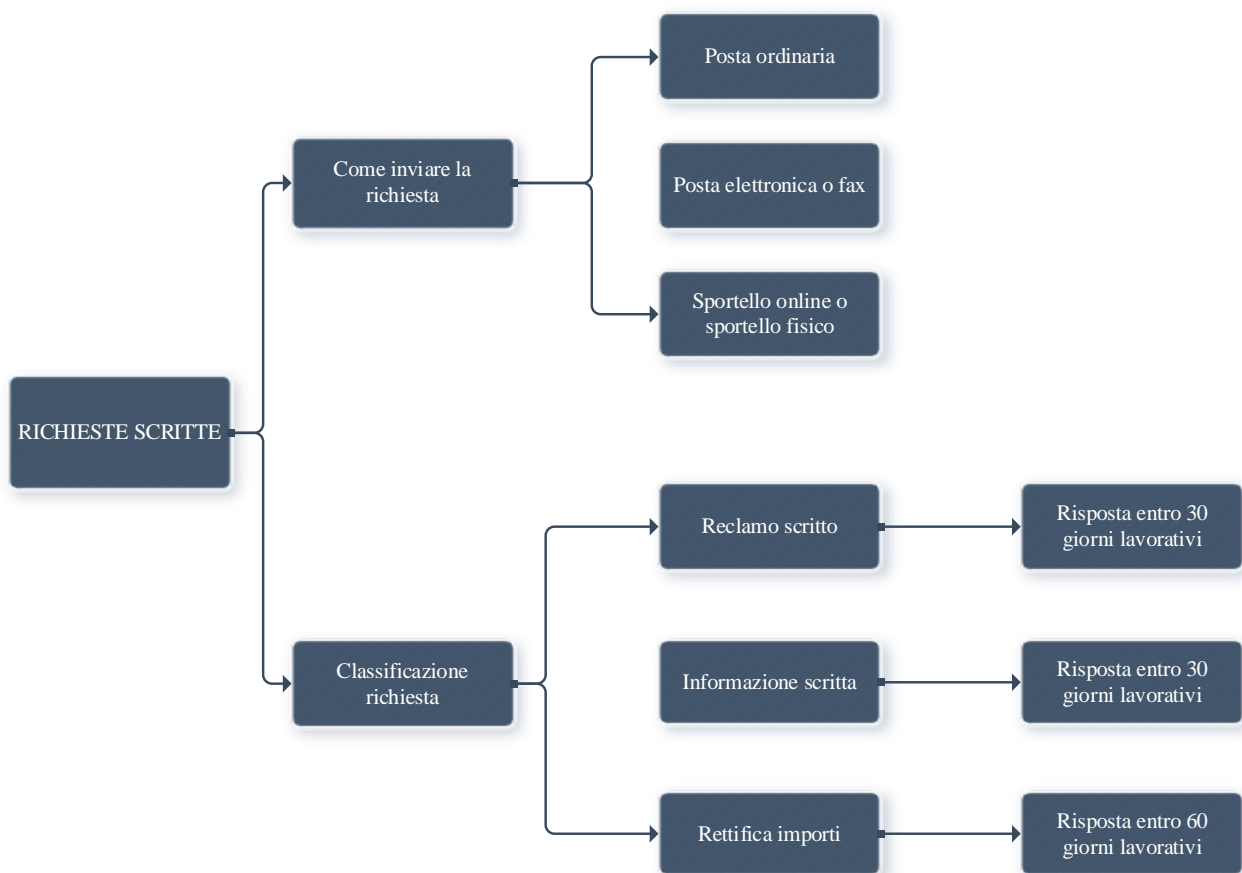 Posta ordinaria
Come inviare la
richiesta
Posta elettronica o fax
Sportello online o
sportello fisico
RICHIESTE SCRITTE
Reclamo scritto
Risposta entro 30
giorni lavorativi
Classificazione
richiesta
Informazione scritta
Risposta entro 30
giorni lavorativi
Rettifica importi
Risposta entro 60
giorni lavorativi